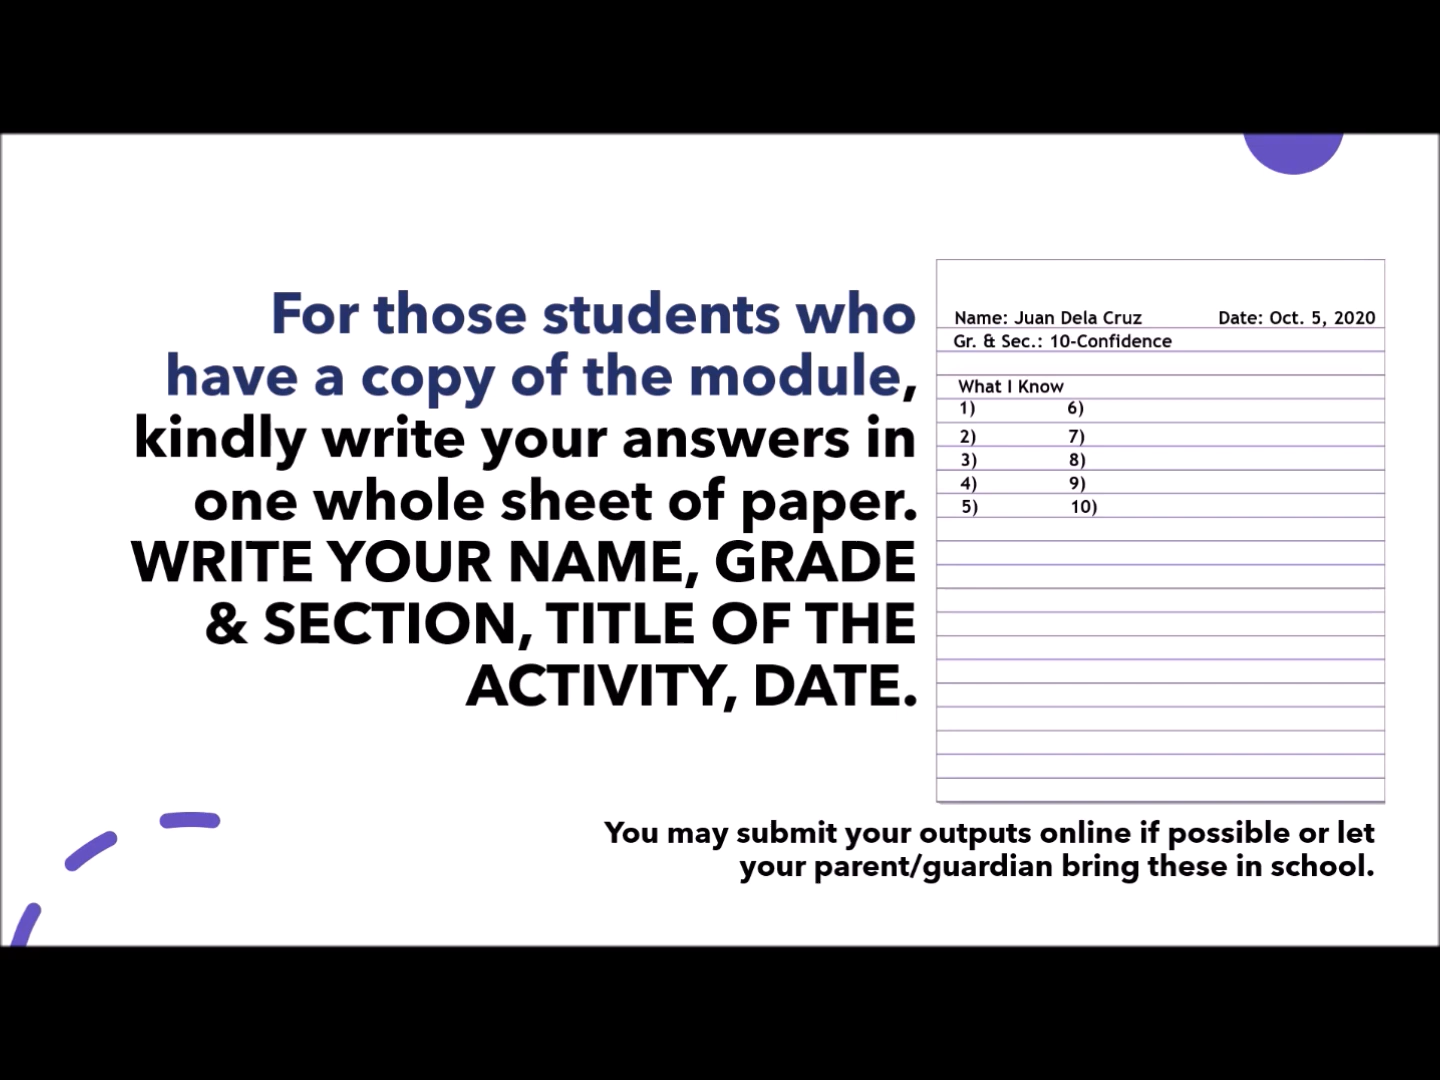 For those students who
have a copy of the module,
kindly write your answers in
one whole sheet of paper.
WRITE YOUR NAME, GRADE
& SECTION, TITLE OF THE
ACTIVITY, DATE.
Name: Juan Dela Cruz Date: Oct. 5, 2020
Gr. & Sec.: 10-Confidence
What I Know
1) 6)
2) 7)
3) 8)
4) 9)
5) 10)
You may submit your outputs online if possible or let
your parent/guardian bring these in school.